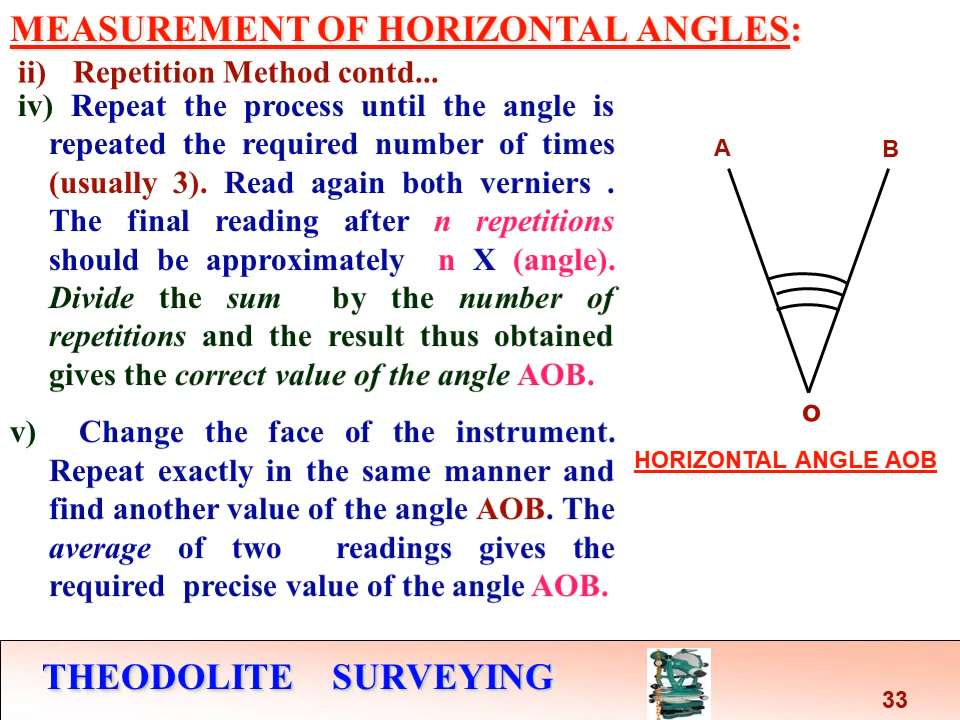 MEASUREMENT OF HORIZONTAL ANGLES:
ii) Repetition Method contd...
iv) Repeat the process until the angle is
repeated the required number of times
(usually 3). Read again both verniers .
The final reading after n repetitions
should be approximately n X (angle).
Divide the sum by the number of
repetitions and the result thus obtained
gives the correct value of the angle AOB.
v) Change the face of the instrument.
Repeat exactly in the same manner and
find another value of the angle AOB. The
average of two readings gives the
required precise value of the angle AOB.
A B
O
HORIZONTAL ANGLE AOB
THEODOLITE SURVEYING
33